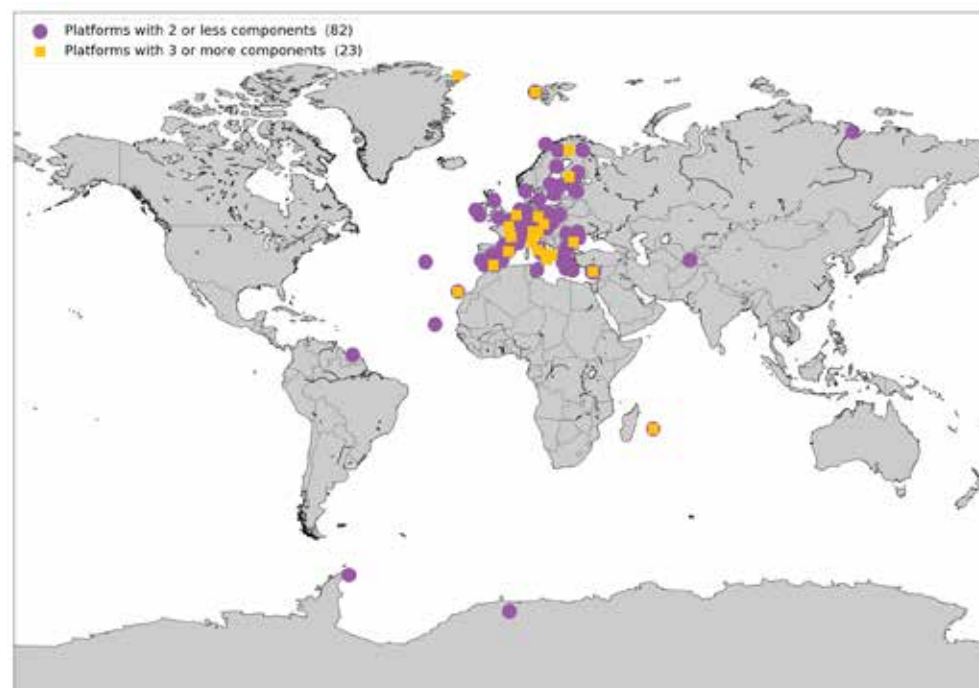 Platforms with 2 or less components (82)
Platforms with 3 or more components (23)